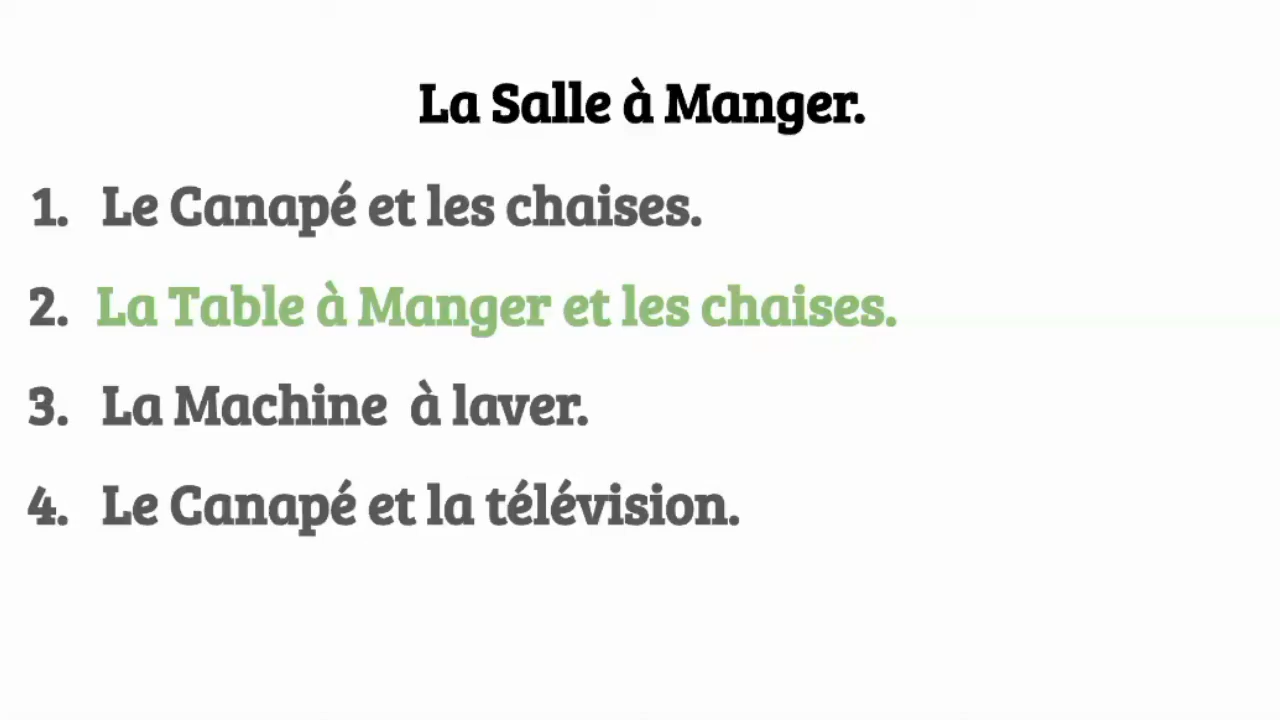 La Salle à Manger.
1. Le Canapé et les chaises.
2. La Table à Manger et les chaises.
3. La Machine à laver.
4. Le Canapé et la télévision.